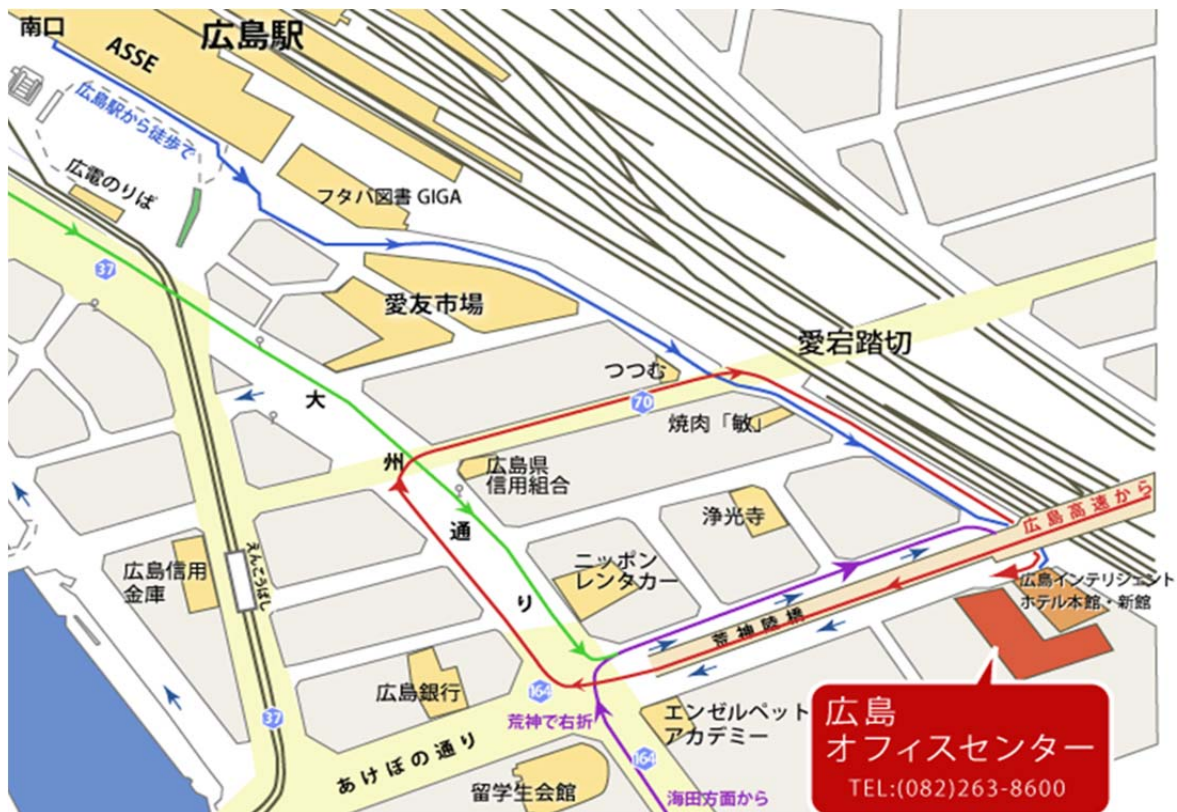 南口
広島駅
ASSE
広島駅から徒歩で
広電のりば
フタバ図書 GIGA
37
愛友市場
愛宕踏切
つつむ
70
大州通り
焼肉「敏」
広島県
信用組合
浄光寺
広島高速から
ニッポン
レンタカー
広島信用
金庫
えんこうばし
広島インテリジェント
ホテル本館・新館
荒神陸橋
広島銀行
164
荒神で右折
エンゼルペット
アカデミー
37
あけぼの通り
164
留学生会館
海田方面から
広島
オフィスセンター
TEL:(082)263-8600